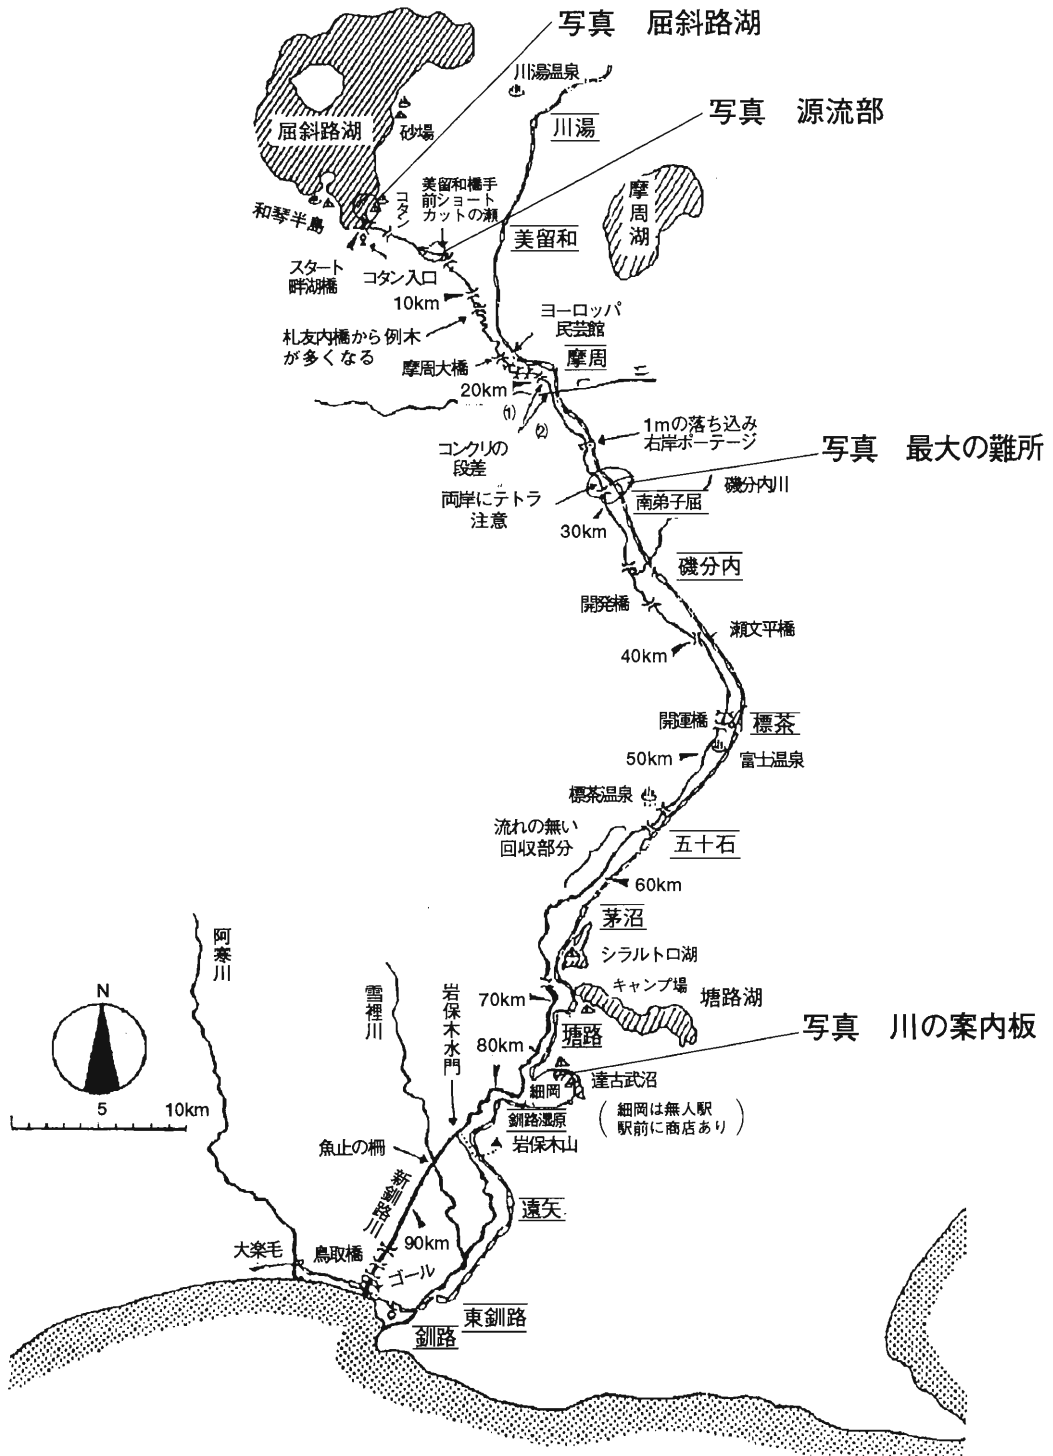 写真 屈斜路湖
川湯温泉
写真 源流部
川湯
屈斜路湖
砂場
摩周湖
美留和橋手
前ショート
カットの瀬
コタン
和琴半島
美留和
スタート
畔湖橋
コタン入口
10km
ヨーロッパ
民芸館
札友内橋から例木
が多くなる
摩周
摩周大橋
20km
(1)
(2)
1mの落ち込み
右岸ポーテージ
コンクリの
段差
写真 最大の難所
磯分内川
両岸にテトラ
注意
南弟子屈
30km
磯分内
開発橋
瀬文平橋
40km
開運橋
標茶
50km
富士温泉
標茶温泉
流れの無い
回収部分
五十石
60km
茅沼
阿寒川
シラルトロ湖
雪裡川
岩保木水門
キャンプ場
塘路湖
70km
N
写真 川の案内板
塘路
80km
達古武沼
細岡
5
10km
細岡は無人駅
駅前に商店あり
釧路湿原
岩保木山
魚止の柵
新釧路川
遠矢
90km
大楽毛
鳥取橋
ゴール
東釧路
釧路